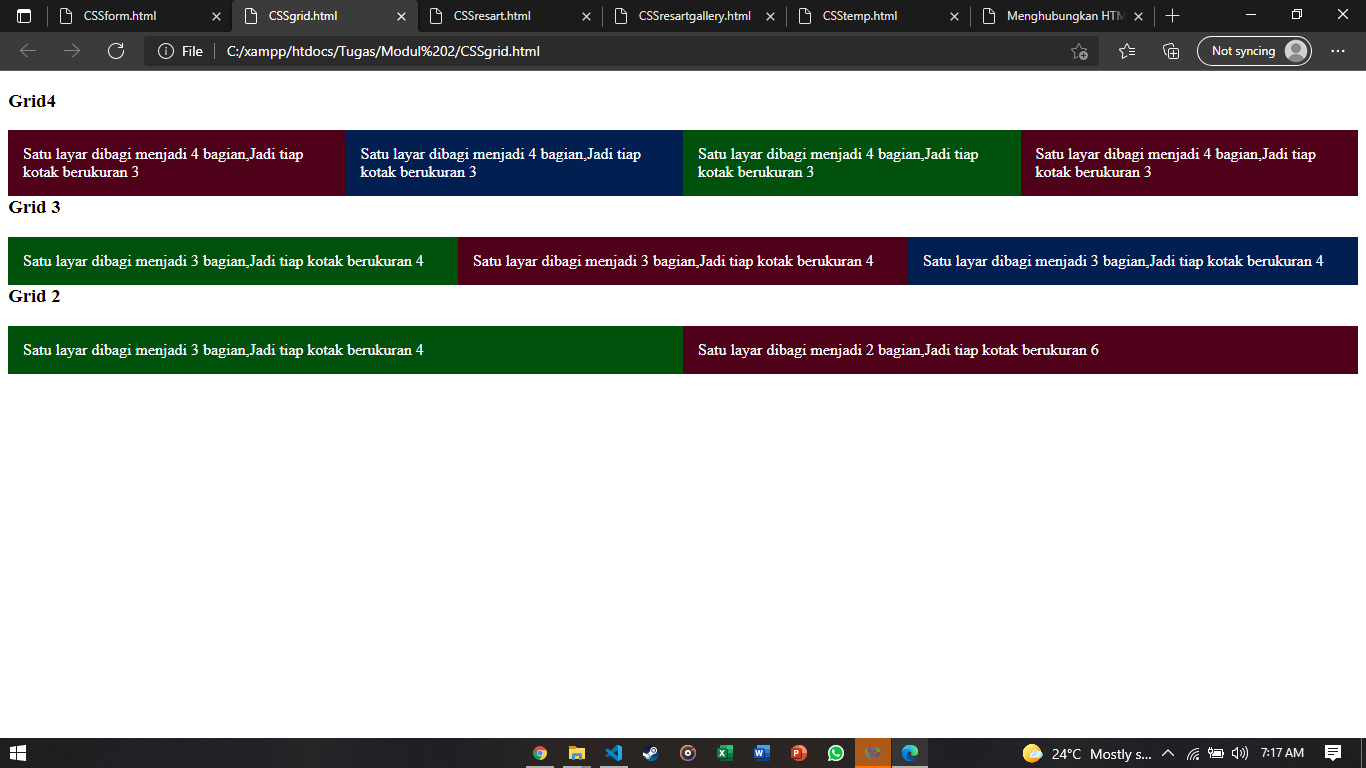 CSSform.html
CSSgrid.html
CSSresart.html
CSSresartgallery.html
CSStemp.html
Menghubungkan HTM
File
C:/xampp/htdocs/Tugas/Modul%202/CSSgrid.html
Not syncing
Grid4
Satu layar dibagi menjadi 4 bagian,Jadi tiap
kotak berukuran 3
Satu layar dibagi menjadi 4 bagian,Jadi tiap
kotak berukuran 3
Satu layar dibagi menjadi 4 bagian,Jadi tiap
kotak berukuran 3
Satu layar dibagi menjadi 4 bagian,Jadi tiap
kotak berukuran 3
Grid 3
Satu layar dibagi menjadi 3 bagian,Jadi tiap kotak berukuran 4
Satu layar dibagi menjadi 3 bagian,Jadi tiap kotak berukuran 4
Satu layar dibagi menjadi 3 bagian,Jadi tiap kotak berukuran 4
Grid 2
Satu layar dibagi menjadi 3 bagian,Jadi tiap kotak berukuran 4
Satu layar dibagi menjadi 2 bagian,Jadi tiap kotak berukuran 6
24°C Mostly s...
7:17 AM